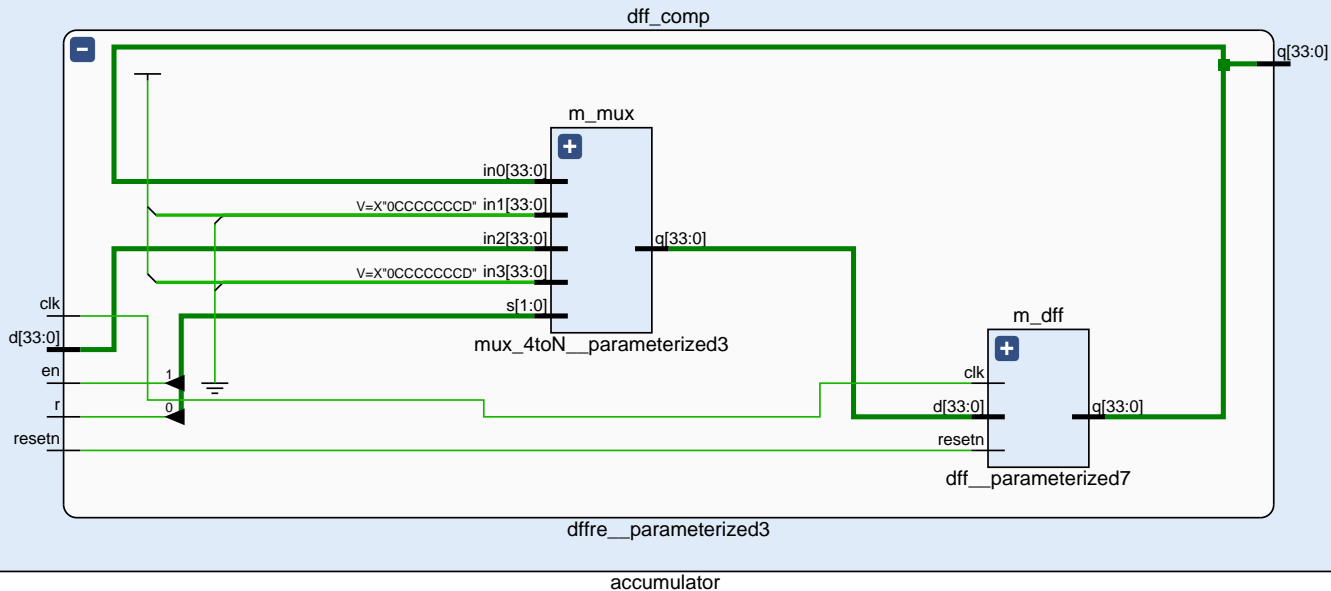 dff_comp
q[33:0]
m_mux
in0[33:0]
V=X"0CCCCCCCD" in1[33:0]
in2[33:0]
q[33:0]
V=X"0CCCCCCCD" in3[33:0]
clk
s[1:0]
m_dff
d[33:0]
mux_4toN__parameterized3
en
1
clk
r
0
d[33:0]
q[33:0]
resetn
resetn
dff__parameterized7
dffre__parameterized3
accumulator